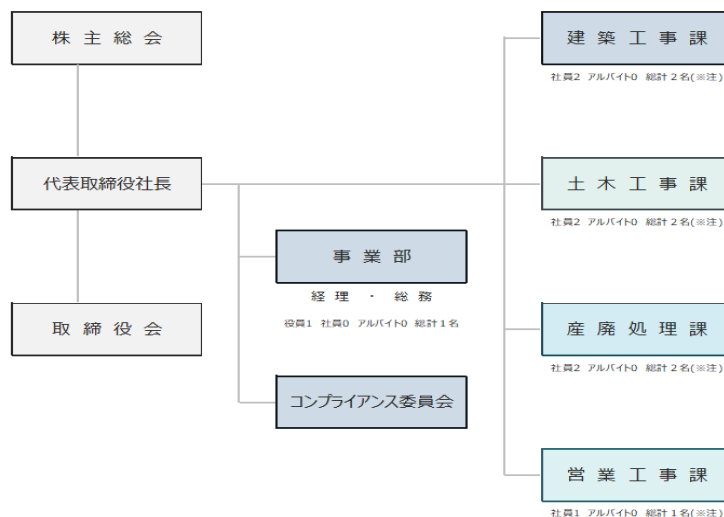 株主総会
代表取締役社長
取締役会
事業部
経理 ・ 総務
役員1 社員0 アルバイト0 総計1名
コンプライアンス委員会
建築工事課
社員2 アルバイト0 総計2名(※注)
土木工事課
社員2 アルバイト0 総計2名(※注)
産廃処理課
社員2 アルバイト0 総計2名(※注)
営業工事課
社員1 アルバイト0 総計1名(※注)